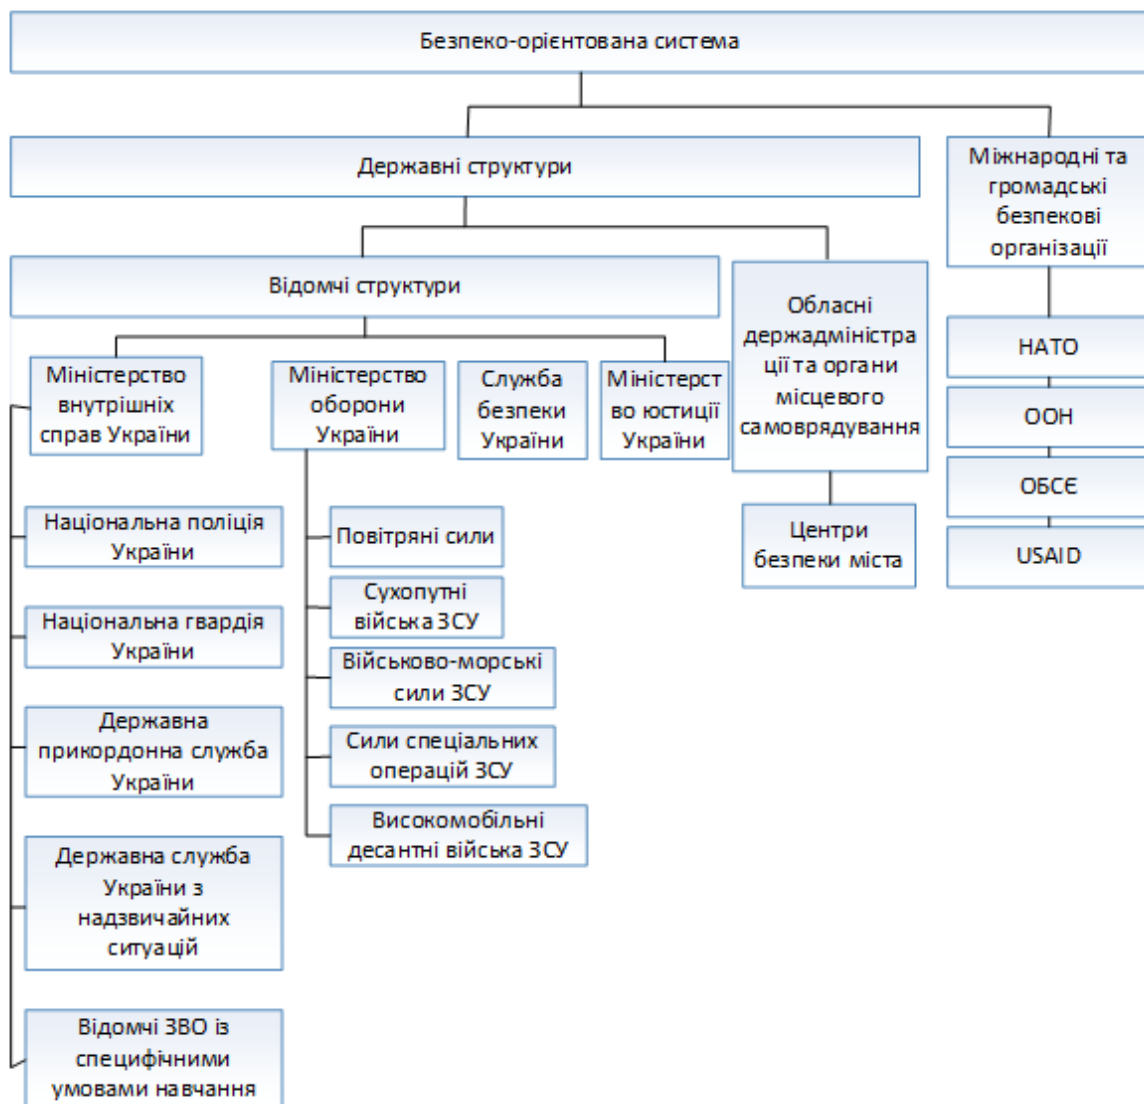 Безпеко-орієнтована система
Державні структури
Міжнародні та
громадські
безпекові
організації
Відомчі структури
Обласні
держадміністра
ції та органи
місцевого
самоврядування
НАТО
ООН
ОБСЄ
USAID
Міністерство
внутрішніх
справ України
Міністерство
оборони
України
Служба
безпеки
України
Міністерст
во юстиції
України
Центри
безпеки міста
Національна поліція
України
Національна гвардія
України
Державна
прикордонна служба
України
Державна служба
України з
надзвичайних
ситуацій
Відомчі ЗВО із
специфічними
умовами навчання
Повітряні сили
Сухопутні
війська ЗСУ
Військово-морські
сили ЗСУ
Сили спеціальних
операцій ЗСУ
Високомобільні
десантні війська ЗСУ